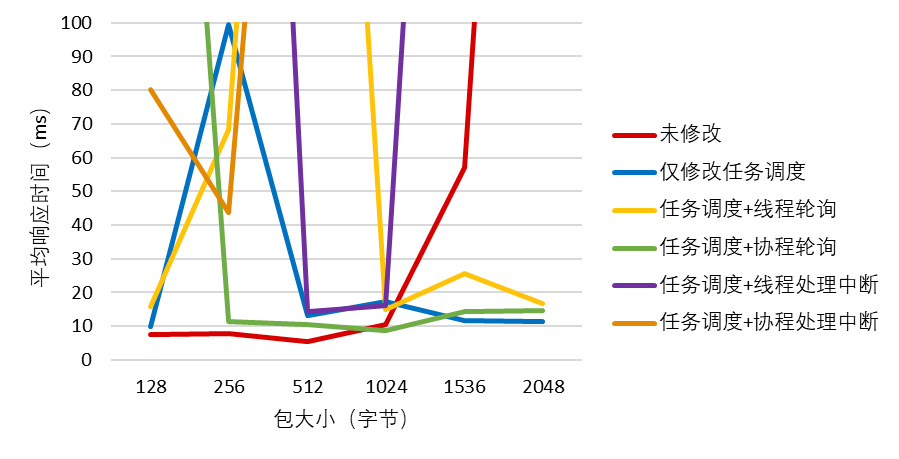 100
90
80
70
60
50
40
30
20
10
0
平均响应时间（ms）
128 256 512 1024 1536 2048
包大小（字节）
未修改
仅修改任务调度
任务调度+线程轮询
任务调度+协程轮询
任务调度+线程处理中断
任务调度+协程处理中断